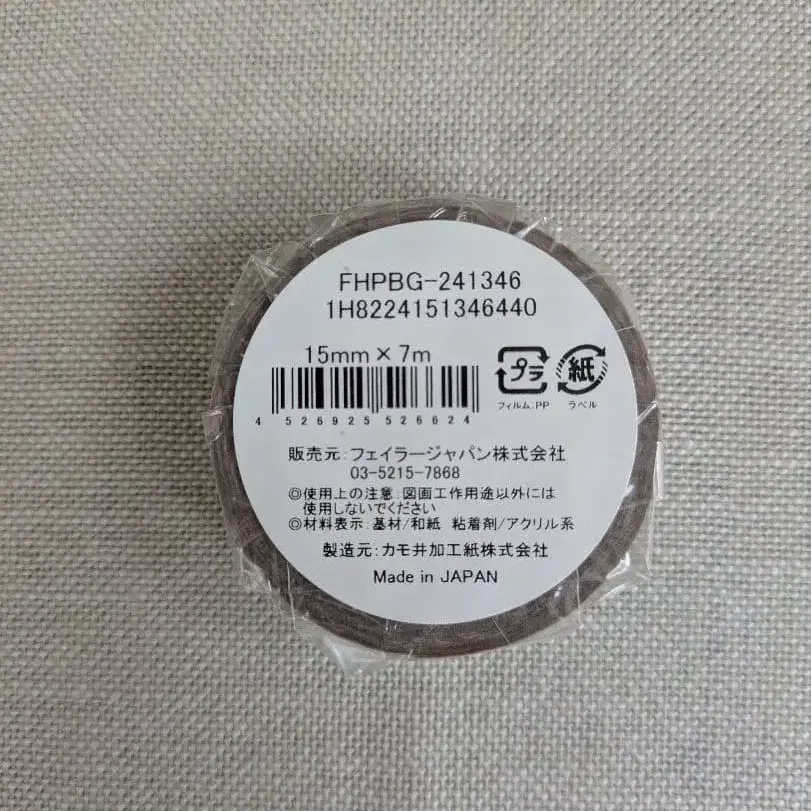 FHPBG-241346
1H8224151346440
15mm×7m
プラ
紙
フィルム:PP
ラベル
4 526925 526624
販売元:フェイラージャパン株式会社
03-5215-7868
◎使用上の注意:図画工作用途以外には
使用しないでください
◎材料表示:基材/和紙 粘着剤/アクリル系
製造元:カモ井加工紙株式会社
Made in JAPAN